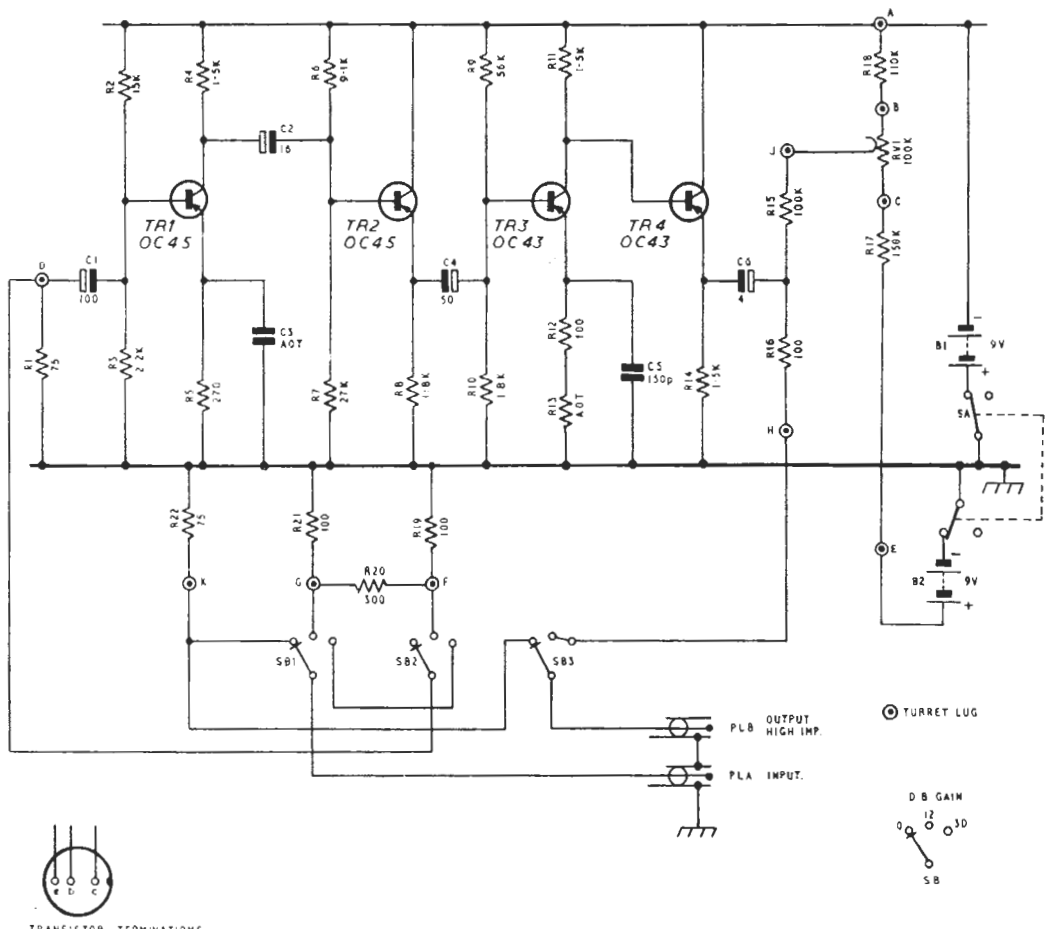 A
R2
15K
R4
1·5K
R6
9·1K
R9
56K
R11
1·5K
R18
110K
B
C2
16
J
RV1
100K
TR1
OC45
TR2
OC45
TR3
OC43
TR4
OC43
R15
100K
C
R17
150K
D
C1
100
C4
50
C6
4
R1
75
R3
2·2K
R5
270
C3
AOT
R7
27K
R8
1·8K
R10
1·8K
R12
100
R13
AOT
C5
150p
R14
1·5K
R16
100
B1
9V
−
+
SA
H
R22
75
R21
100
R19
100
E
K
G
R20
300
F
B2
9V
−
+
SB1
SB2
SB3
TURRET LUG
PLB OUTPUT
HIGH IMP.
PLA INPUT.
DB GAIN
0
12
30
SB
C
TRANSISTOR TERMINATIONS